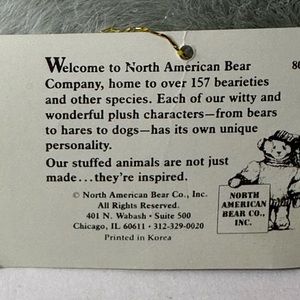 Welcome to North American Bear
Company, home to over 157 bearieties
and other species. Each of our witty and
wonderful plush characters—from bears
to hares to dogs—has its own unique
personality.
Our stuffed animals are not just
made...they're inspired.
© North American Bear Co., Inc.
All Rights Reserved.
401 N. Wabash · Suite 500
Chicago, IL 60611 · 312-329-0020
Printed in Korea
NORTH
AMERICAN
BEAR CO.,
INC.